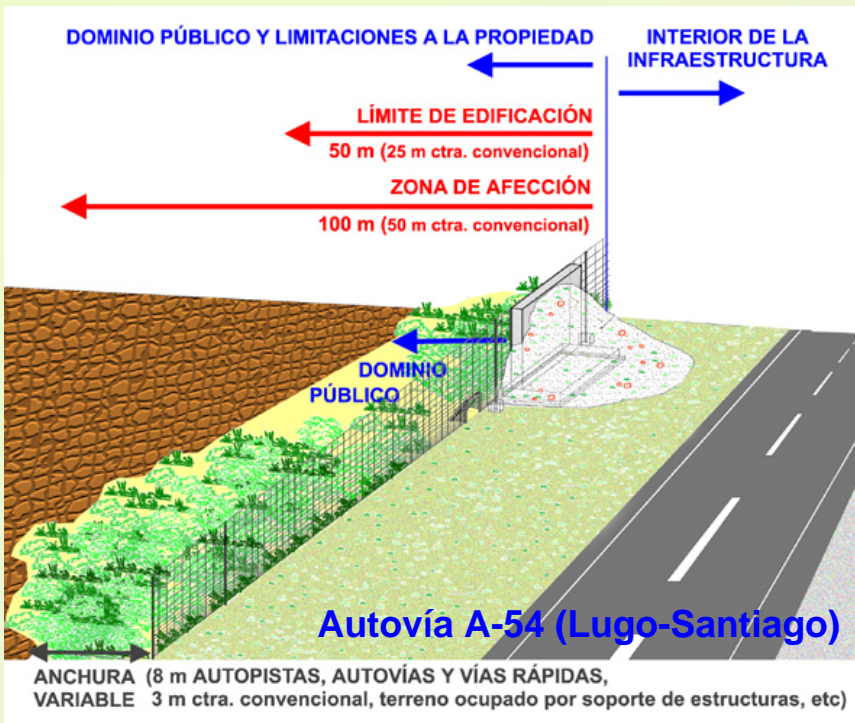 DOMINIO PÚBLICO Y LIMITACIONES A LA PROPIEDAD
INTERIOR DE LA
INFRAESTRUCTURA
LÍMITE DE EDIFICACIÓN
50 m (25 m ctra. convencional)
ZONA DE AFECCIÓN
100 m (50 m ctra. convencional)
DOMINIO
PÚBLICO
Autovía A-54 (Lugo-Santiago)
ANCHURA (8 m AUTOPISTAS, AUTOVÍAS Y VÍAS RÁPIDAS,
VARIABLE 3 m ctra. convencional, terreno ocupado por soporte de estructuras, etc)